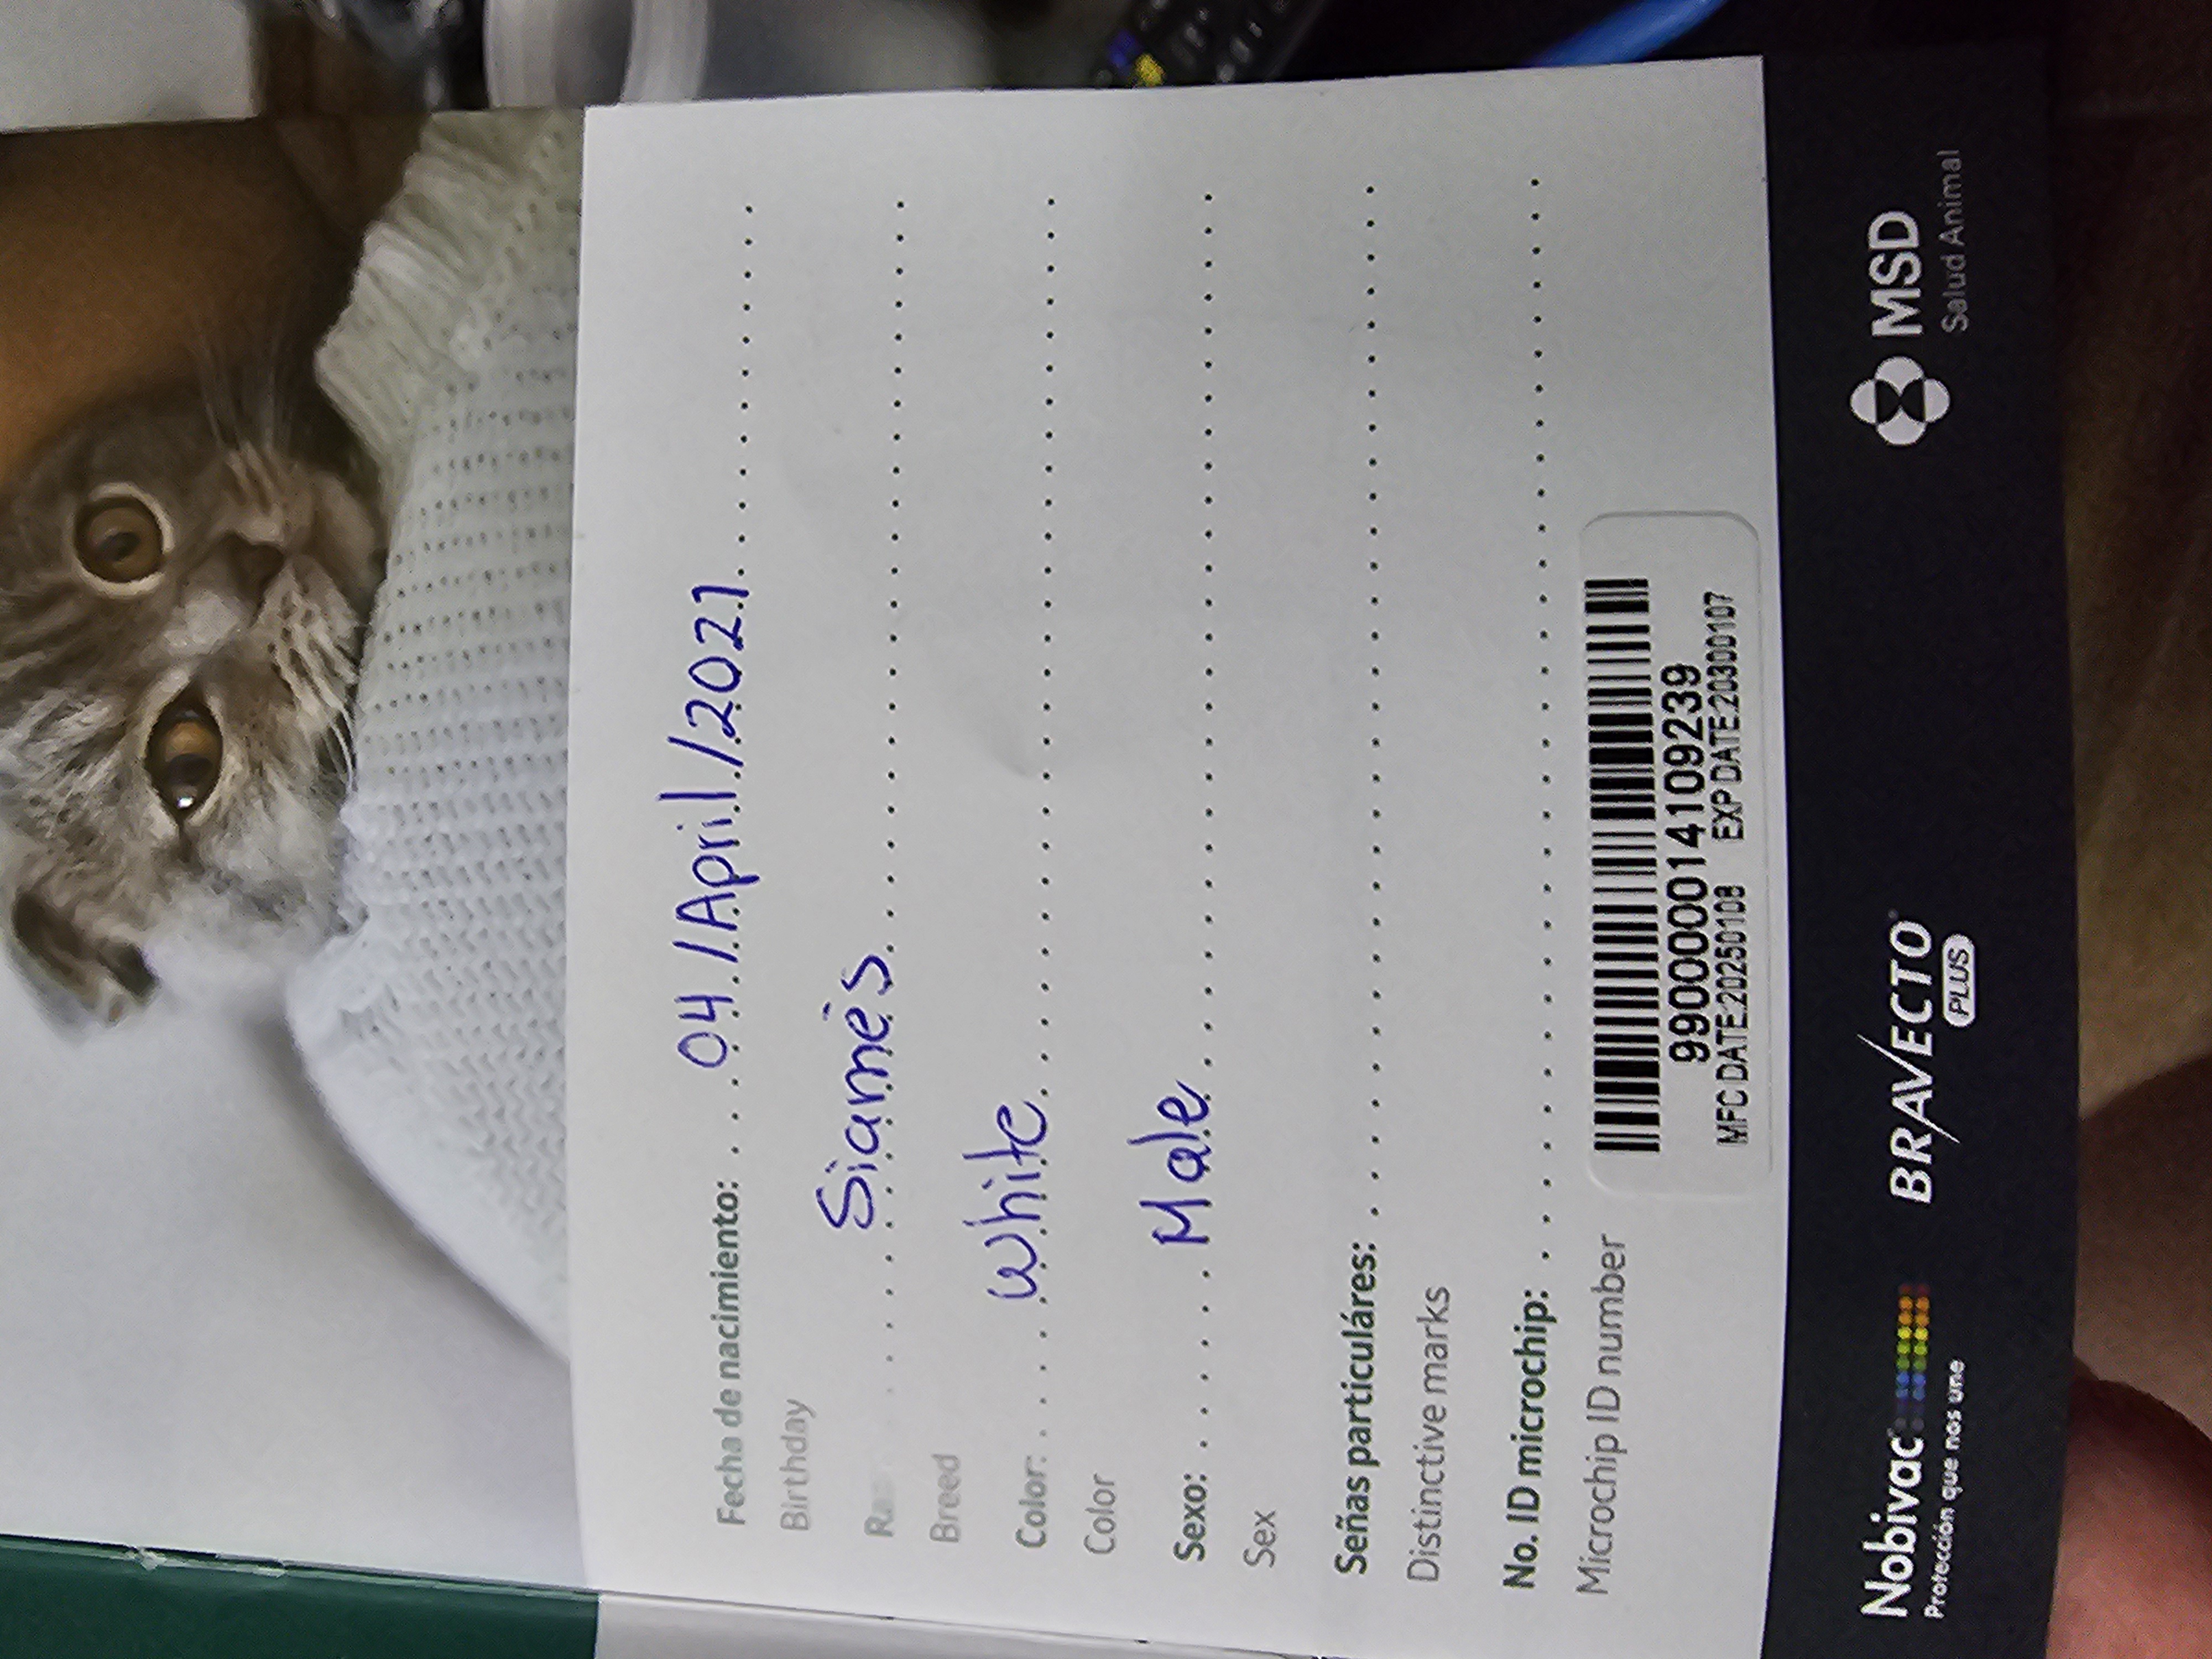 Fecha de nacimiento: 04/April/2021
Birthday
Siamés
Breed
Color: White
Color
Sexo: Male
Sex
Señas particuláres:
Distinctive marks
No. ID microchip:
Microchip ID number
990000014109239
MFC DATE:20250108 EXP DATE:20300107
Nobivac BRAVECTO MSD
Protección que nos une PLUS Salud Animal